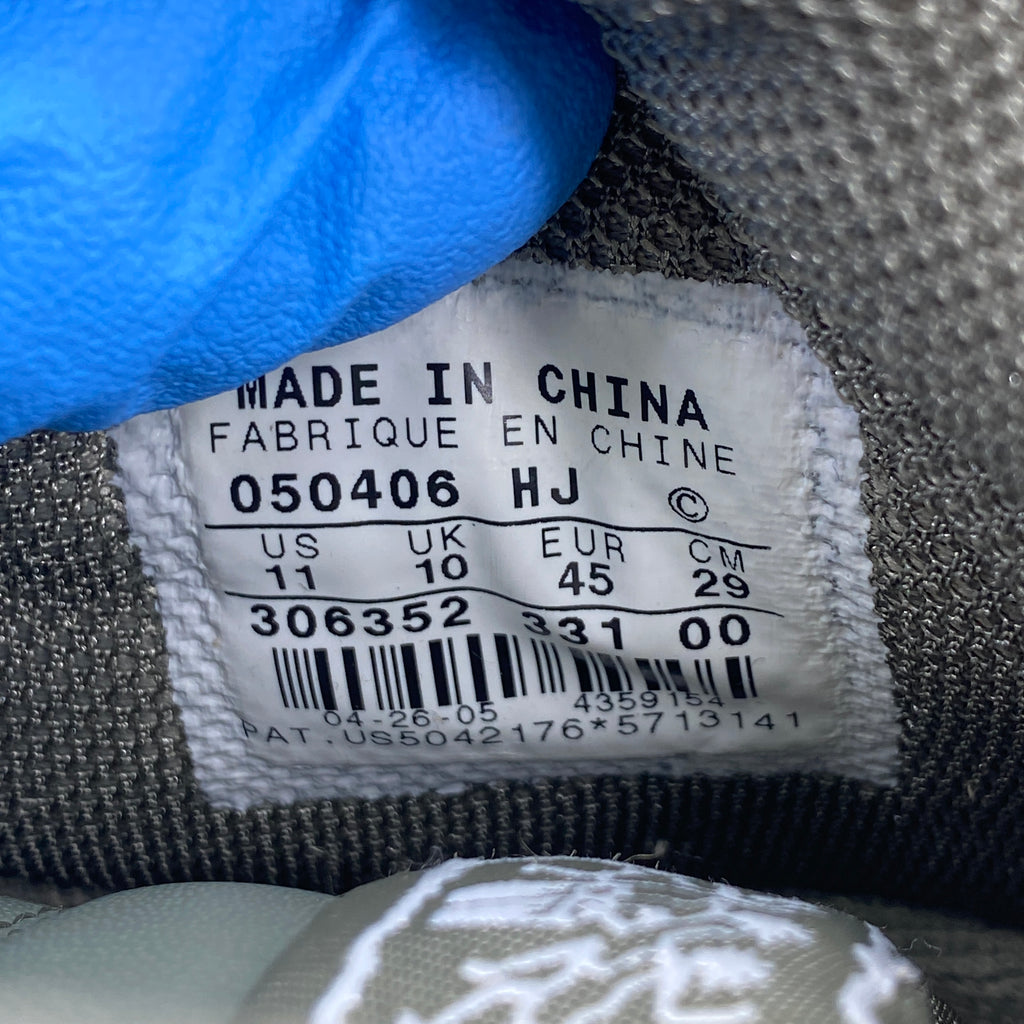 MADE IN CHINA
FABRIQUE EN CHINE
050406 HJ ©
US UK EUR CM
11 10 45 29
306352 331 00
04-26-05 4359154
PAT.US5042176*5713141